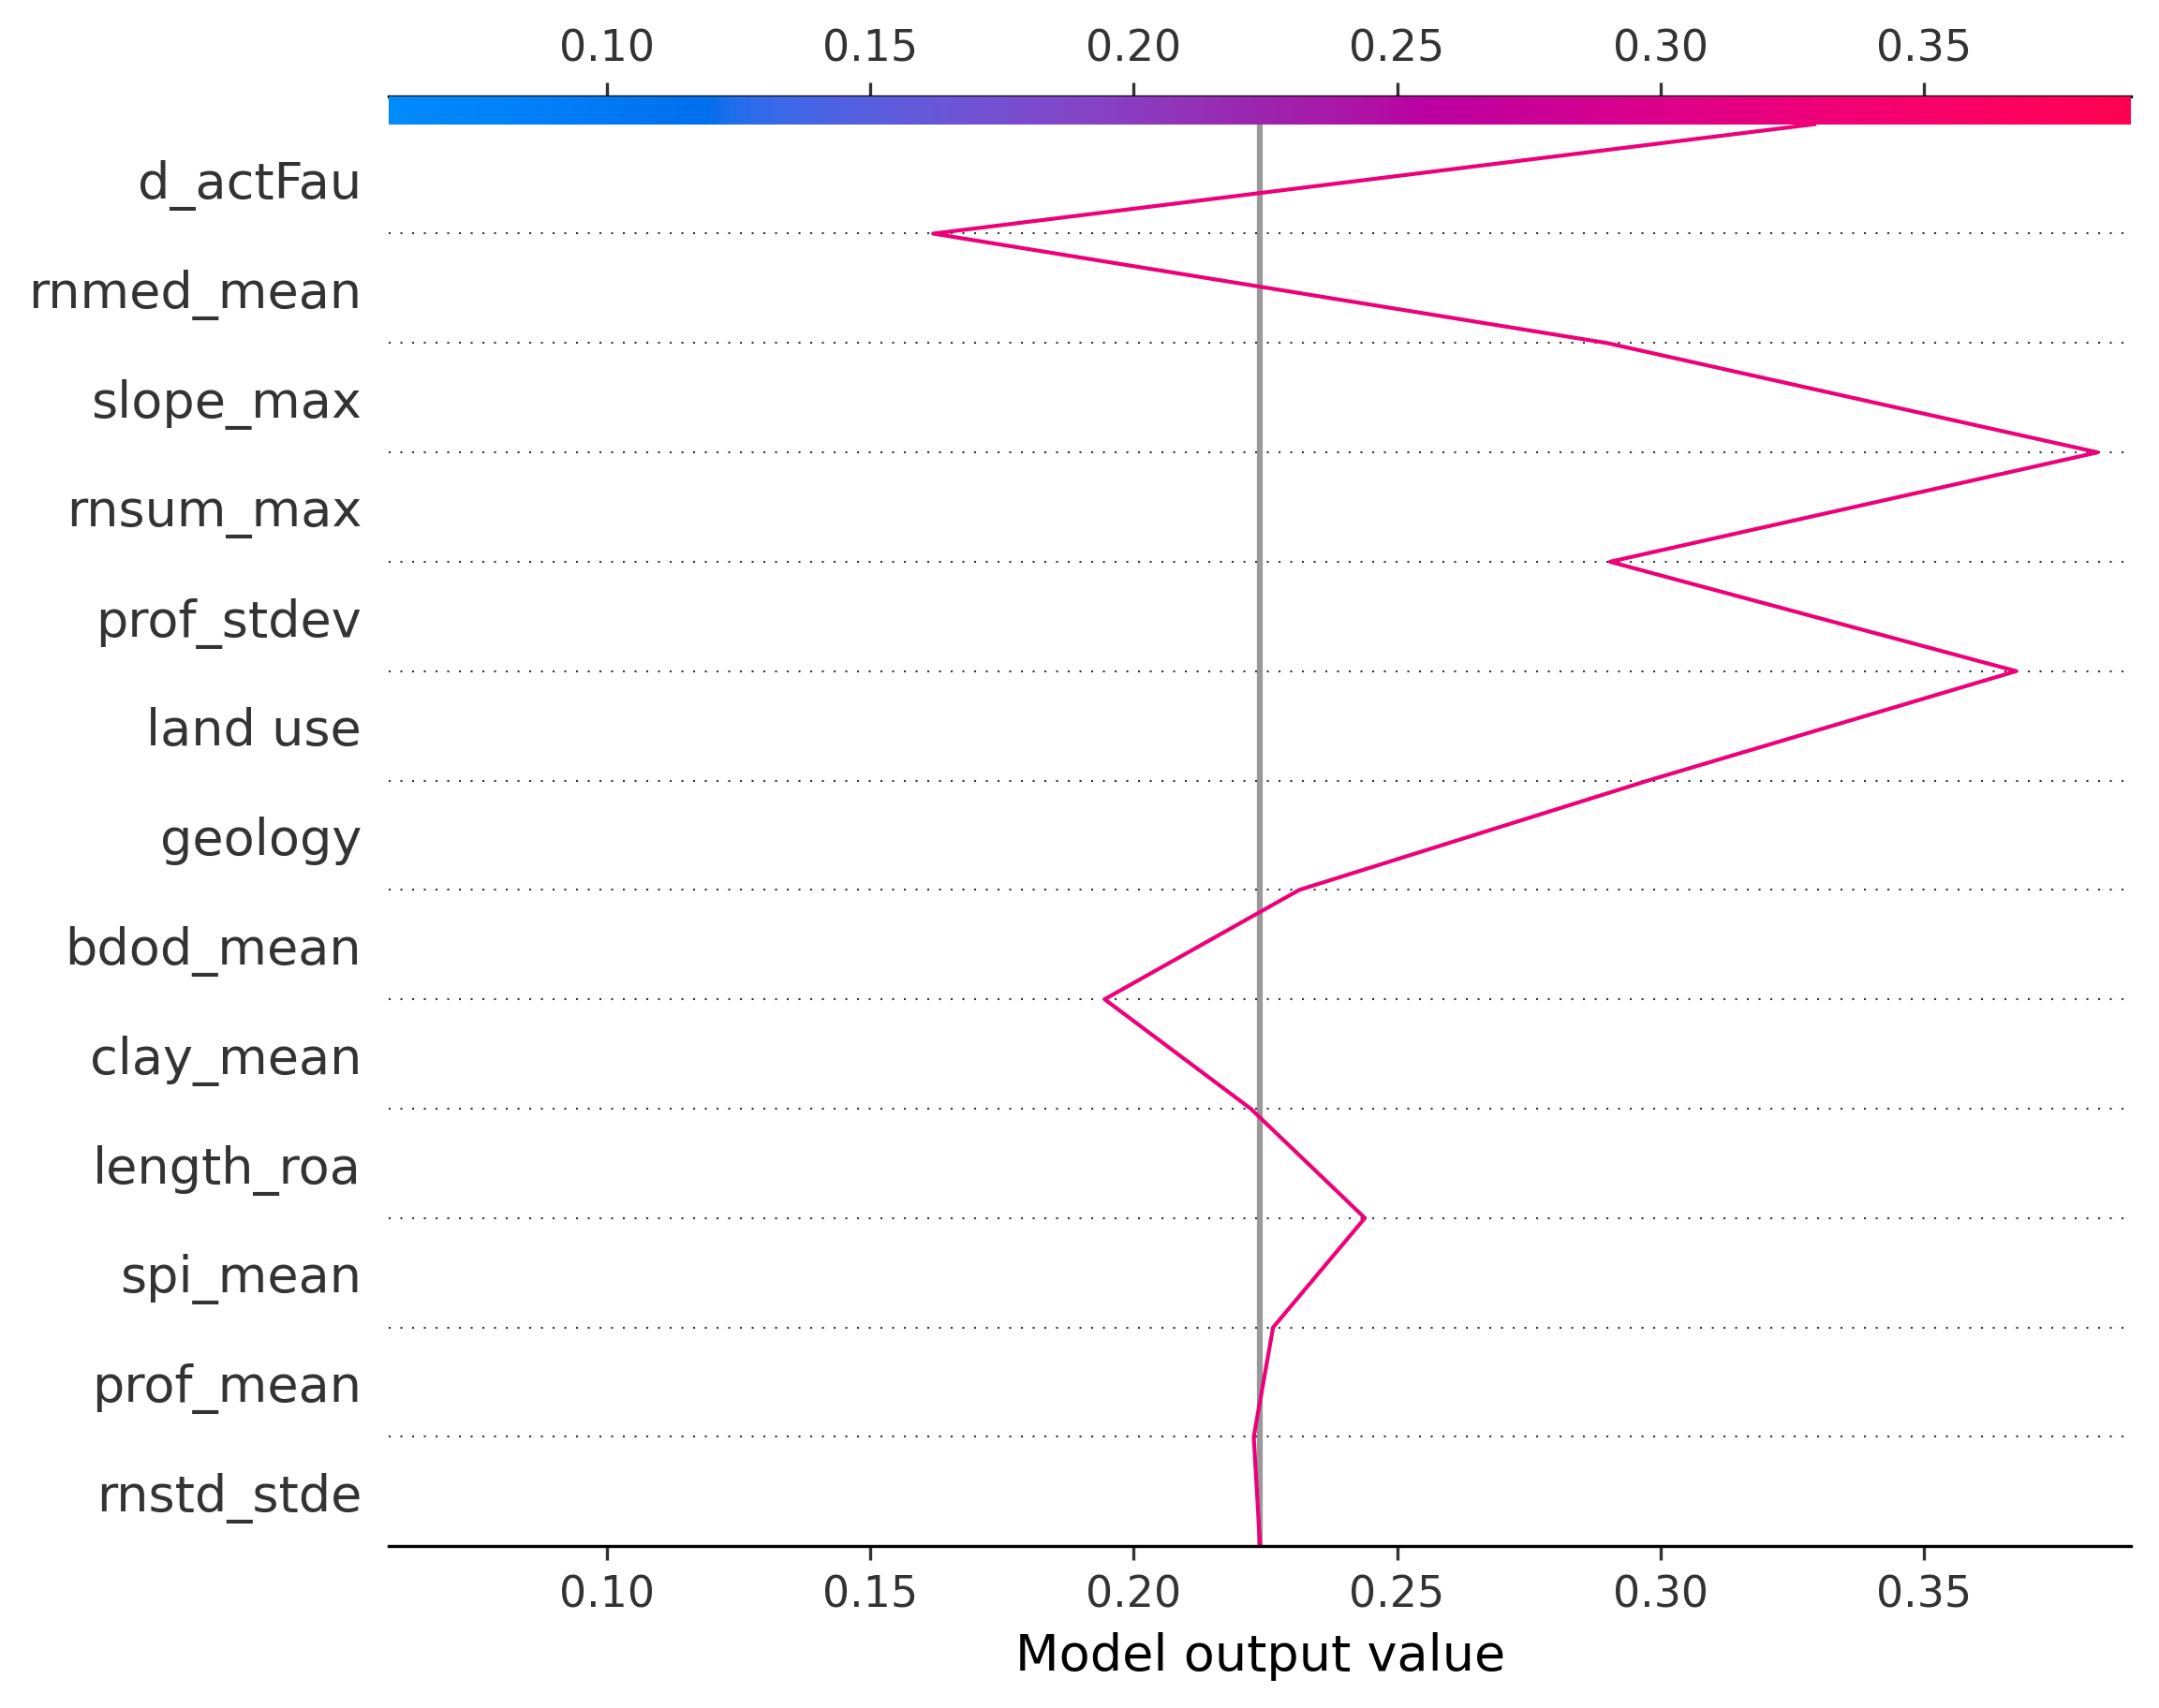 0.10 0.15 0.20 0.25 0.30 0.35
d_actFau
rnmed_mean
slope_max
rnsum_max
prof_stdev
land use
geology
bdod_mean
clay_mean
length_roa
spi_mean
prof_mean
rnstd_stde
0.10 0.15 0.20 0.25 0.30 0.35
Model output value